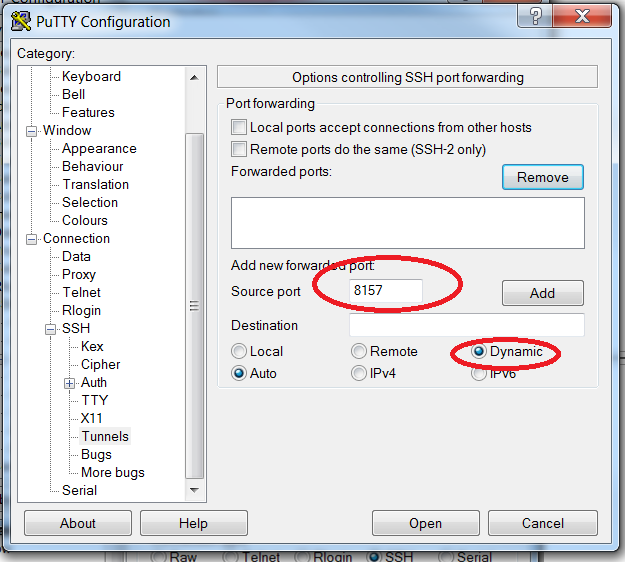 PuTTY Configuration
Category:
Keyboard
Bell
Features
Window
Appearance
Behaviour
Translation
Selection
Colours
Connection
Data
Proxy
Telnet
Rlogin
SSH
Kex
Cipher
Auth
TTY
X11
Tunnels
Bugs
More bugs
Serial
Options controlling SSH port forwarding
Port forwarding
Local ports accept connections from other hosts
Remote ports do the same (SSH-2 only)
Forwarded ports:
Remove
Add new forwarded port:
Source port
8157
Add
Destination
Local
Remote
Dynamic
Auto
IPv4
IPv6
About
Help
Open
Cancel
Raw
Telnet
Rlogin
SSH
Serial